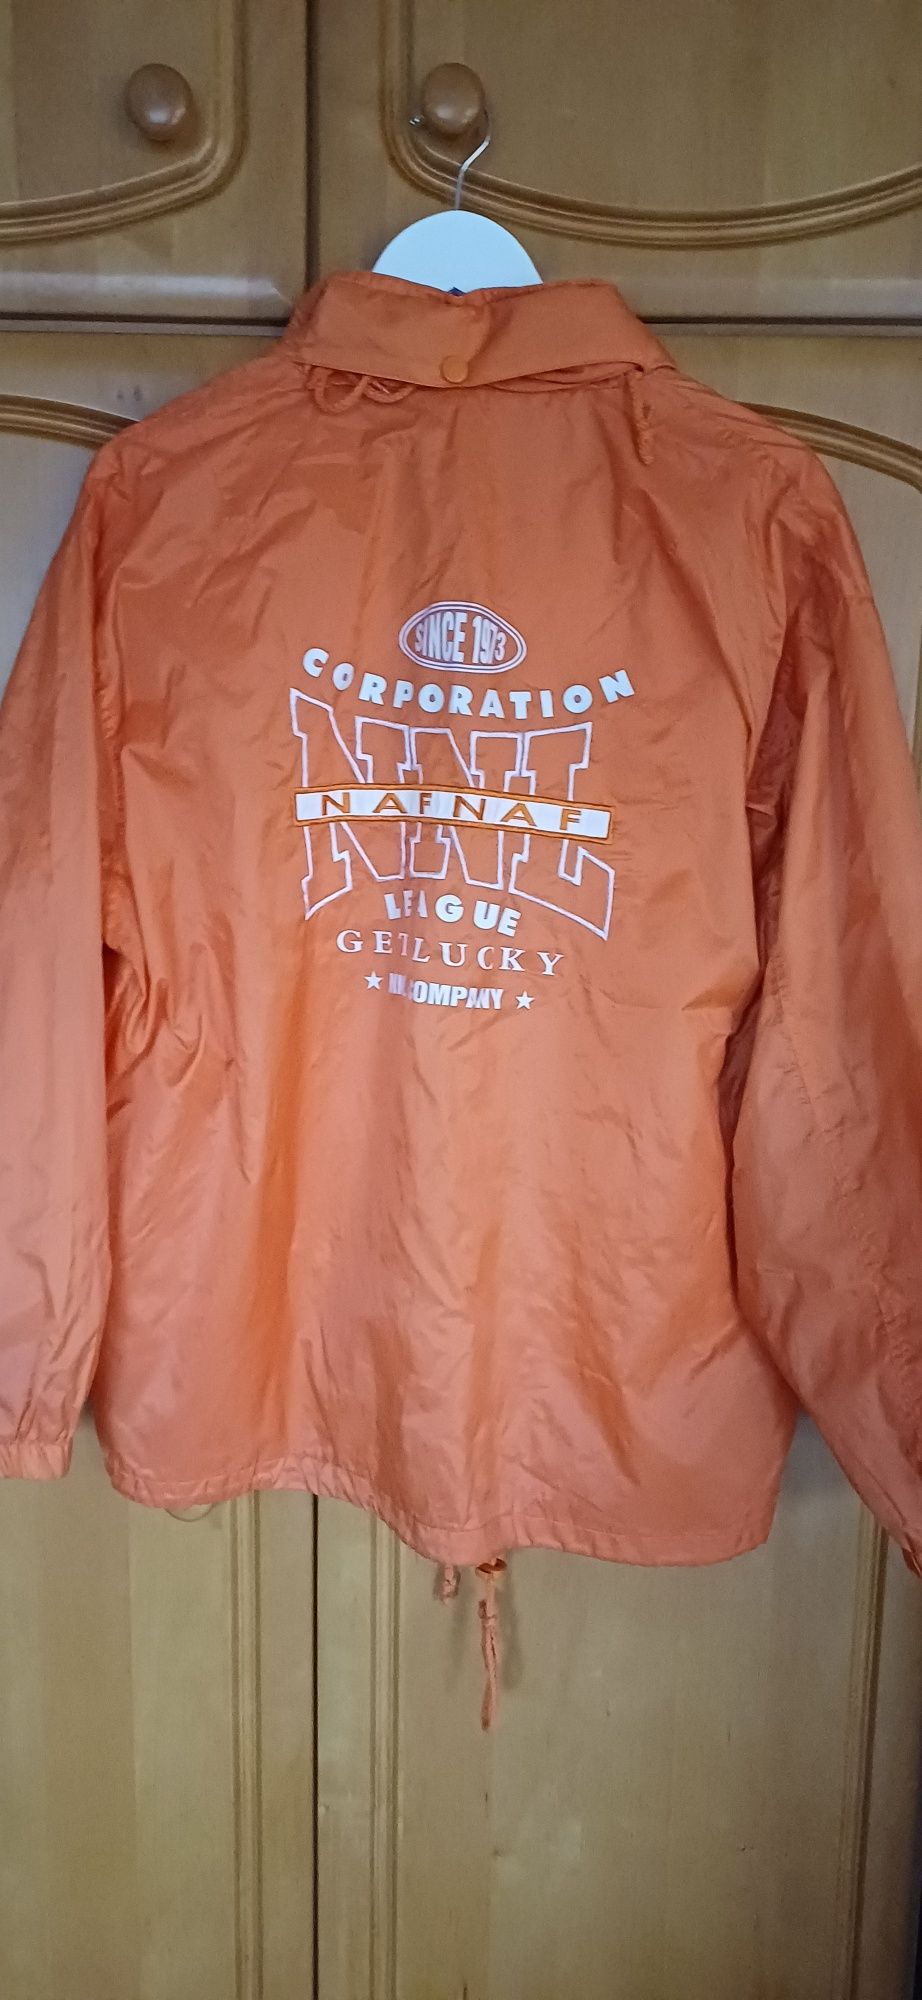 SINCE 1973
CORPORATION
NNL
NAFNAF
LEAGUE
GET LUCKY
★ COMPANY ★